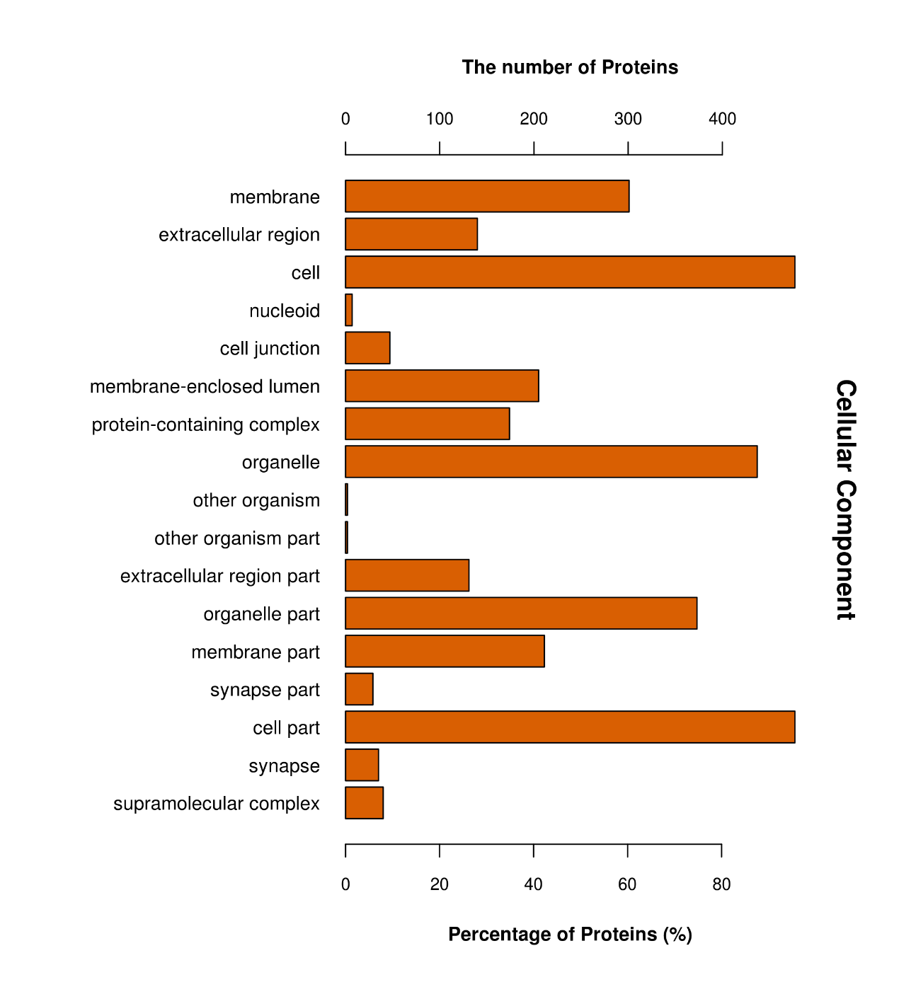 The number of Proteins
0 100 200 300 400
membrane
extracellular region
cell
nucleoid
cell junction
membrane-enclosed lumen
protein-containing complex
organelle
other organism
other organism part
extracellular region part
organelle part
membrane part
synapse part
cell part
synapse
supramolecular complex
0 20 40 60 80
Percentage of Proteins (%)
Cellular Component